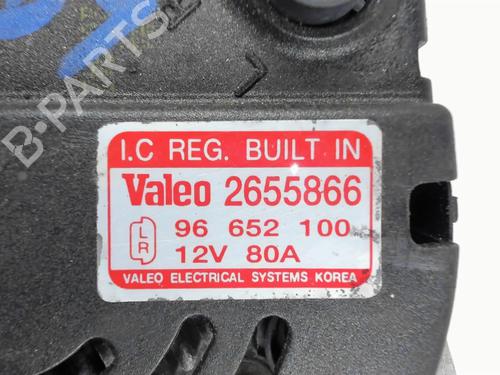 B-PARTS
I.C REG. BUILT IN
Valeo 2655866
L R 96 652 100
12V 80A
VALEO ELECTRICAL SYSTEMS KOREA